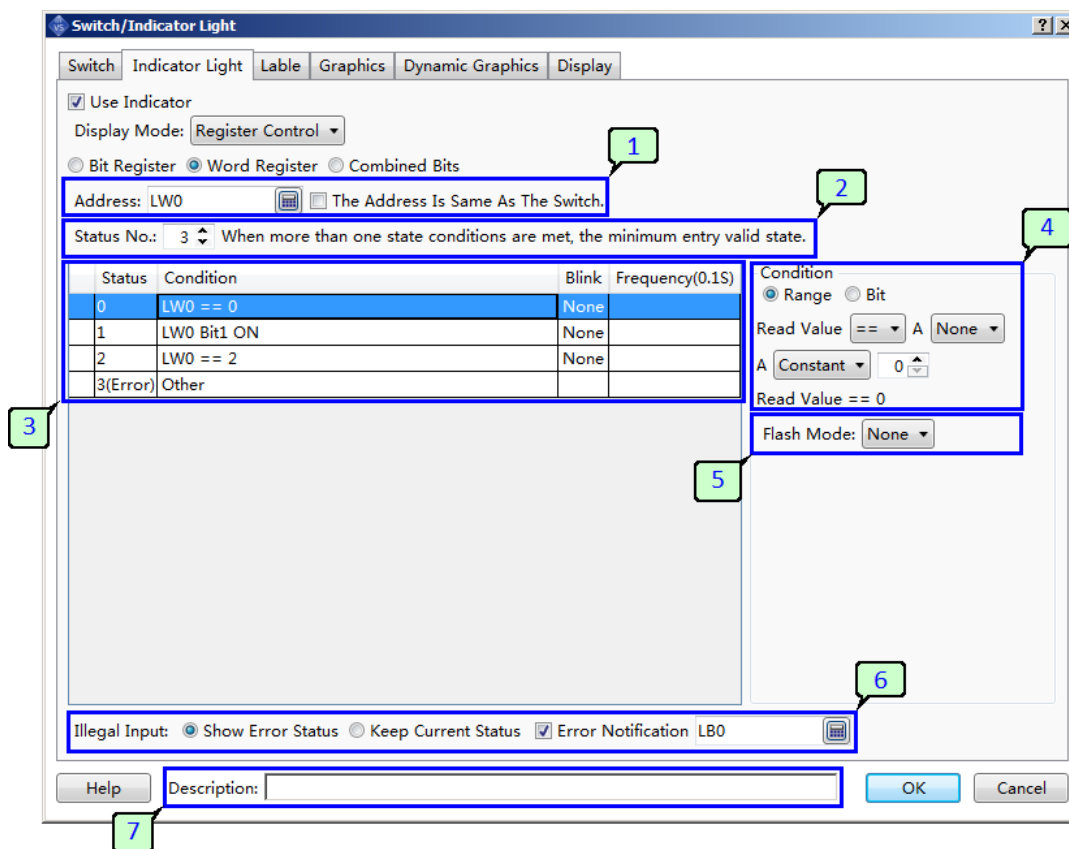 Switch/Indicator Light
Switch Indicator Light Lable Graphics Dynamic Graphics Display
Use Indicator
Display Mode: Register Control
1
Bit Register Word Register Combined Bits
2
Address: LW0 The Address Is Same As The Switch.
4
Status No.: 3 When more than one state conditions are met, the minimum entry valid state.
Status Condition Blink Frequency(0.1S)
0 LW0 == 0 None
1 LW0 Bit1 ON None
2 LW0 == 2 None
3(Error) Other
3
Condition
Range Bit
Read Value == A None
A Constant 0
Read Value == 0
Flash Mode: None
5
6
Illegal Input: Show Error Status Keep Current Status Error Notification LB0
Help Description: OK Cancel
7